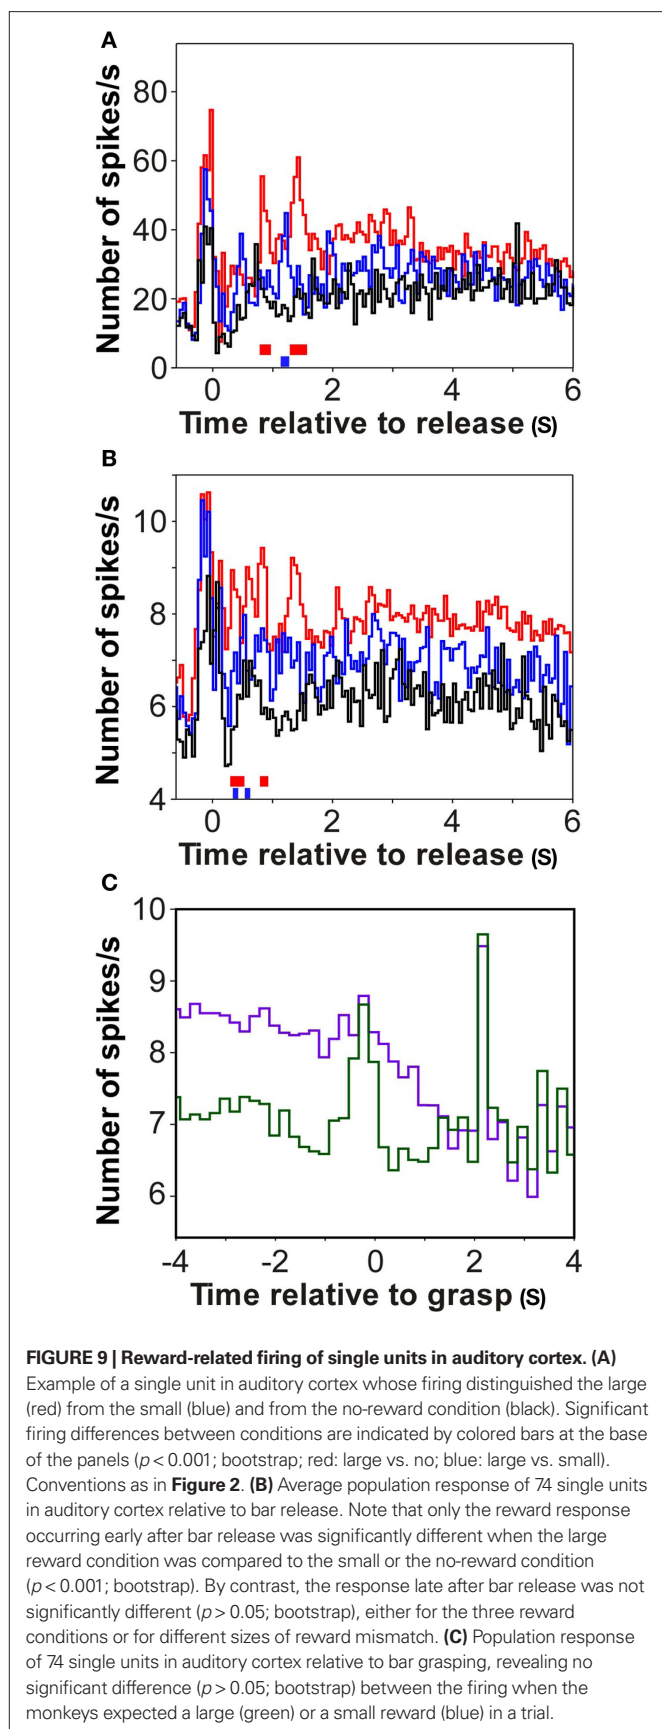 A
Number of spikes/s
80
60
40
20
0
0 2 4 6
Time relative to release (S)
B
Number of spikes/s
10
8
6
4
0 2 4 6
Time relative to release (S)
C
Number of spikes/s
10
9
8
7
6
-4 -2 0 2 4
Time relative to grasp (S)
FIGURE 9 | Reward-related firing of single units in auditory cortex. (A)
Example of a single unit in auditory cortex whose firing distinguished the large
(red) from the small (blue) and from the no-reward condition (black). Significant
firing differences between conditions are indicated by colored bars at the base
of the panels (p < 0.001; bootstrap; red: large vs. no; blue: large vs. small).
Conventions as in Figure 2. (B) Average population response of 74 single units
in auditory cortex relative to bar release. Note that only the reward response
occurring early after bar release was significantly different when the large
reward condition was compared to the small or the no-reward condition
(p < 0.001; bootstrap). By contrast, the response late after bar release was not
significantly different (p > 0.05; bootstrap), either for the three reward
conditions or for different sizes of reward mismatch. (C) Population response
of 74 single units in auditory cortex relative to bar grasping, revealing no
significant difference (p > 0.05; bootstrap) between the firing when the
monkeys expected a large (green) or a small reward (blue) in a trial.